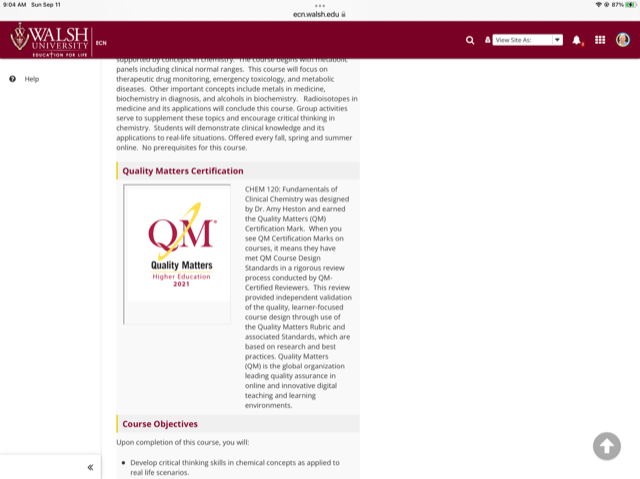 9:04 AM Sun Sep 11
ecn.walsh.edu
87%
WALSH
UNIVERSITY
EDUCATION FOR LIFE
ECN
View Site As:
Help
supported by concepts in chemistry. The course begins with metabolic
panels including clinical normal ranges. This course will focus on
therapeutic drug monitoring, emergency toxicology, and metabolic
diseases. Other important concepts include metals in medicine,
biochemistry in diagnosis, and alcohols in biochemistry. Radioisotopes in
medicine and its applications will conclude this course. Group activities
serve to supplement these topics and encourage critical thinking in
chemistry. Students will demonstrate clinical knowledge and its
applications to real-life situations. Offered every fall, spring and summer
online. No prerequisites for this course.
Quality Matters Certification
QM®
Quality Matters
Higher Education
2021
CHEM 120: Fundamentals of
Clinical Chemistry was designed
by Dr. Amy Heston and earned
the Quality Matters (QM)
Certification Mark. When you
see QM Certification Marks on
courses, it means they have
met QM Course Design
Standards in a rigorous review
process conducted by QM-
Certified Reviewers. This review
provided independent validation
of the quality, learner-focused
course design through use of
the Quality Matters Rubric and
associated Standards, which are
based on research and best
practices. Quality Matters
(QM) is the global organization
leading quality assurance in
online and innovative digital
teaching and learning
environments.
Course Objectives
Upon completion of this course, you will:
• Develop critical thinking skills in chemical concepts as applied to
real life scenarios.